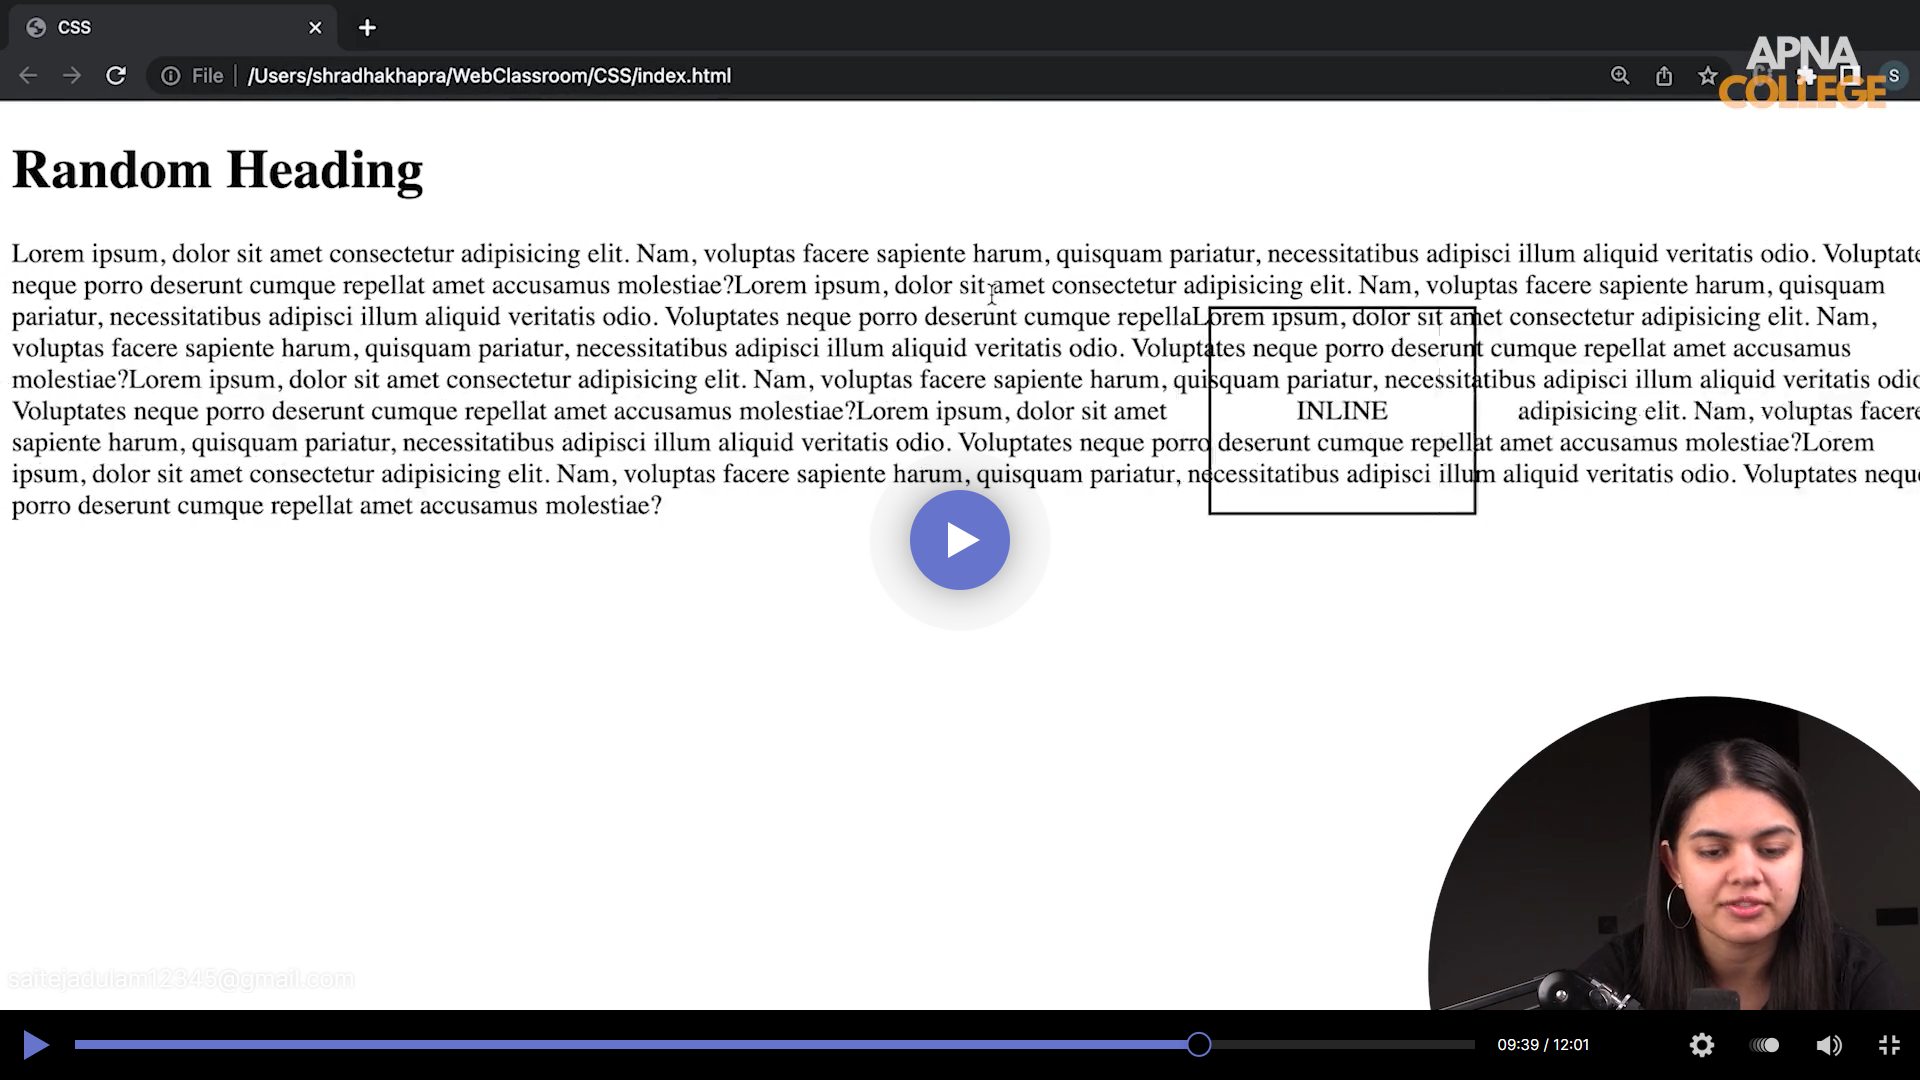 CSS
File
/Users/shradhakhapra/WebClassroom/CSS/index.html
S
APNA
COLLEGE
Random Heading
Lorem ipsum, dolor sit amet consectetur adipisicing elit. Nam, voluptas facere sapiente harum, quisquam pariatur, necessitatibus adipisci illum aliquid veritatis odio. Voluptate
neque porro deserunt cumque repellat amet accusamus molestiae?Lorem ipsum, dolor sit amet consectetur adipisicing elit. Nam, voluptas facere sapiente harum, quisquam
pariatur, necessitatibus adipisci illum aliquid veritatis odio. Voluptates neque porro deserunt cumque repellaLorem ipsum, dolor sit amet consectetur adipisicing elit. Nam,
voluptas facere sapiente harum, quisquam pariatur, necessitatibus adipisci illum aliquid veritatis odio. Voluptates neque porro deserunt cumque repellat amet accusamus
molestiae?Lorem ipsum, dolor sit amet consectetur adipisicing elit. Nam, voluptas facere sapiente harum, quisquam pariatur, necessitatibus adipisci illum aliquid veritatis odio
Voluptates neque porro deserunt cumque repellat amet accusamus molestiae?Lorem ipsum, dolor sit amet INLINE adipisicing elit. Nam, voluptas facere
sapiente harum, quisquam pariatur, necessitatibus adipisci illum aliquid veritatis odio. Voluptates neque porro deserunt cumque repellat amet accusamus molestiae?Lorem
ipsum, dolor sit amet consectetur adipisicing elit. Nam, voluptas facere sapiente harum, quisquam pariatur, necessitatibus adipisci illum aliquid veritatis odio. Voluptates neque
porro deserunt cumque repellat amet accusamus molestiae?
saitejadulam12345@gmail.com
09:39 / 12:01